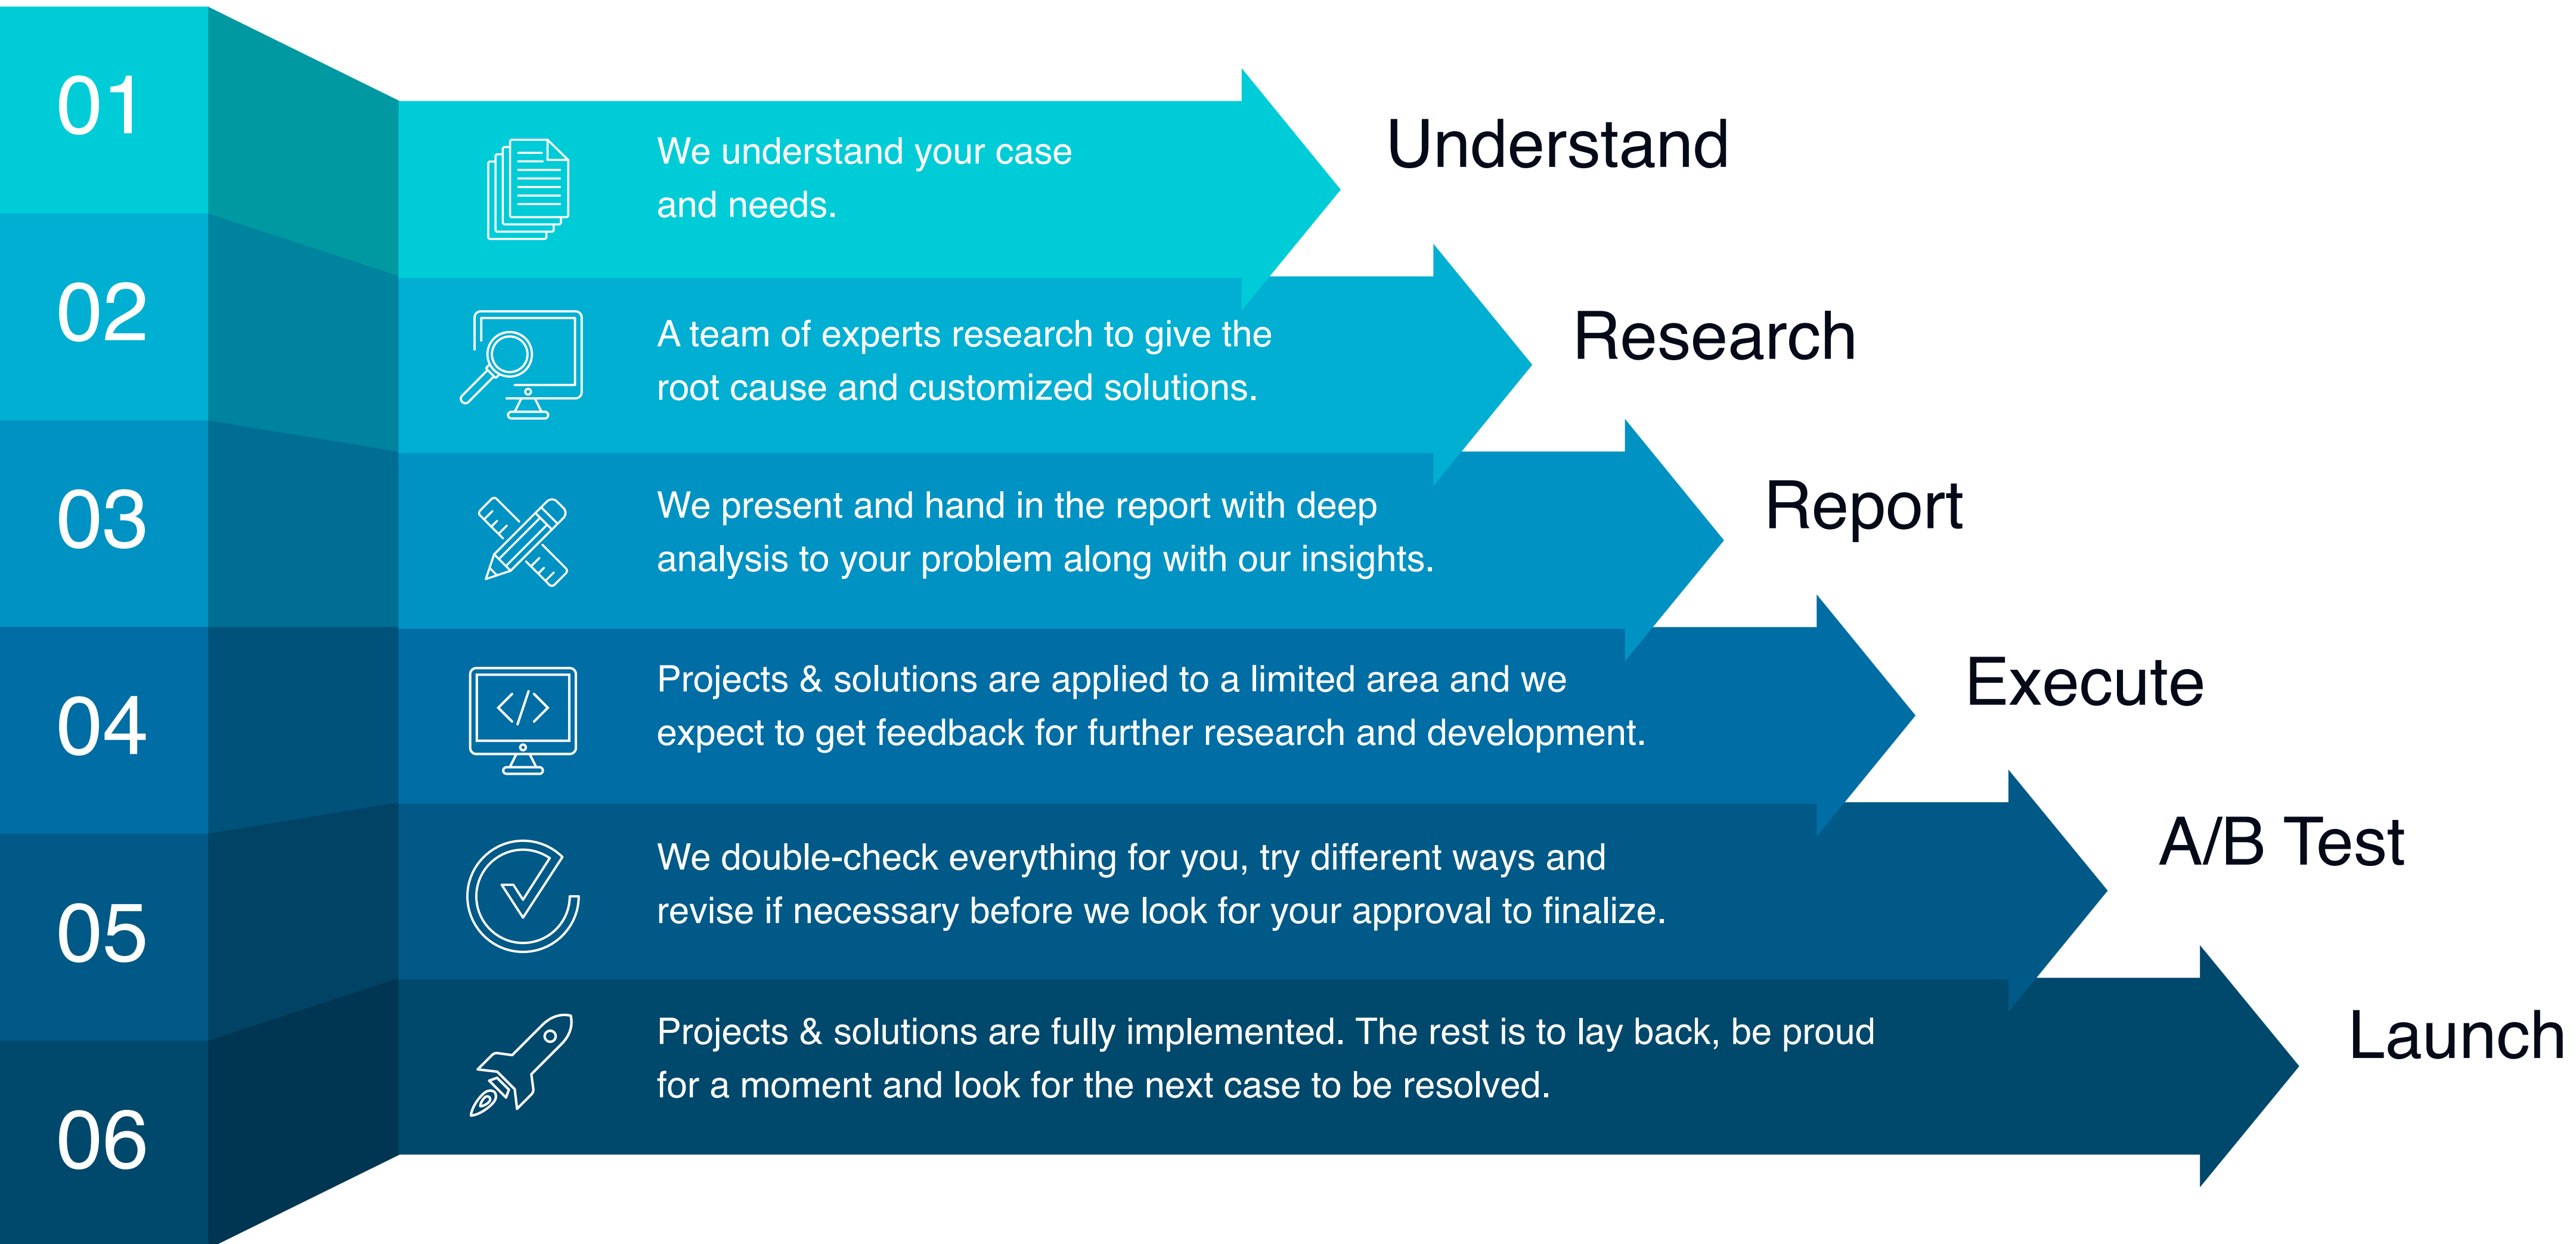 01
We understand your case
and needs.
Understand
02
A team of experts research to give the
root cause and customized solutions.
Research
03
We present and hand in the report with deep
analysis to your problem along with our insights.
Report
04
Projects & solutions are applied to a limited area and we
expect to get feedback for further research and development.
Execute
05
We double-check everything for you, try different ways and
revise if necessary before we look for your approval to finalize.
A/B Test
06
Projects & solutions are fully implemented. The rest is to lay back, be proud
for a moment and look for the next case to be resolved.
Launch